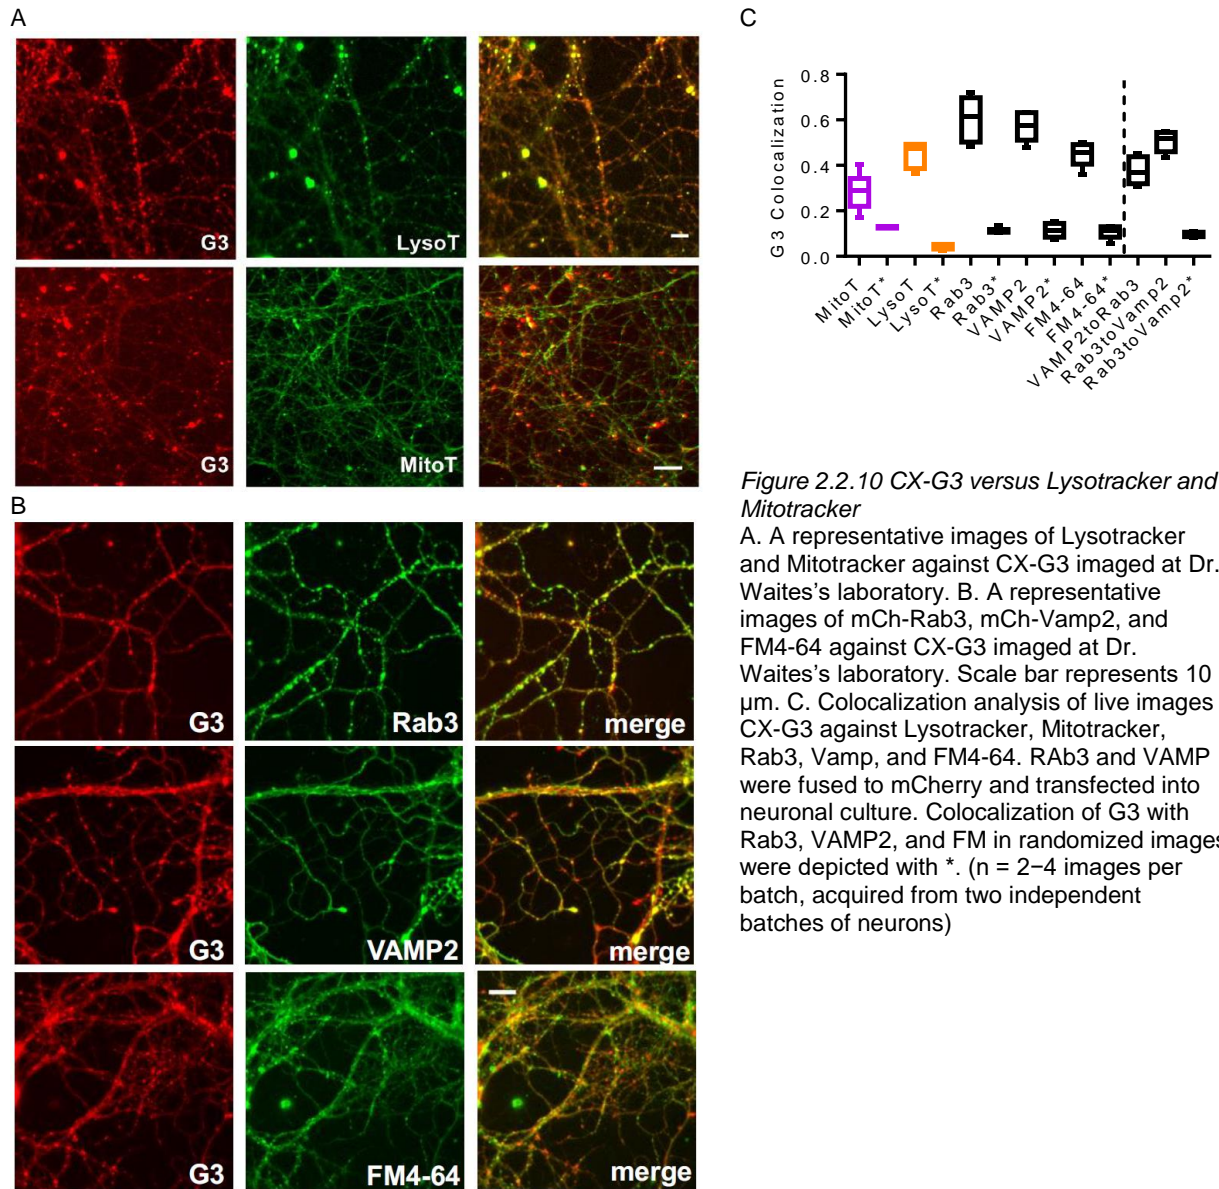 A
G3
LysoT
G3
MitoT
B
G3
Rab3
merge
G3
VAMP2
merge
G3
FM4-64
merge
C
G3 Colocalization
0.8
0.6
0.4
0.2
0.0
MitoT
MitoT*
LysoT
LysoT*
Rab3
Rab3*
VAMP2
VAMP2*
FM4-64
FM4-64*
VAMP2toRab3
Rab3toVamp2
Rab3toVamp2*
Figure 2.2.10 CX-G3 versus Lysotracker and
Mitotracker
A. A representative images of Lysotracker
and Mitotracker against CX-G3 imaged at Dr.
Waites’s laboratory. B. A representative
images of mCh-Rab3, mCh-Vamp2, and
FM4-64 against CX-G3 imaged at Dr.
Waites’s laboratory. Scale bar represents 10
µm. C. Colocalization analysis of live images
CX-G3 against Lysotracker, Mitotracker,
Rab3, Vamp, and FM4-64. RAb3 and VAMP
were fused to mCherry and transfected into
neuronal culture. Colocalization of G3 with
Rab3, VAMP2, and FM in randomized images
were depicted with *. (n = 2−4 images per
batch, acquired from two independent
batches of neurons)